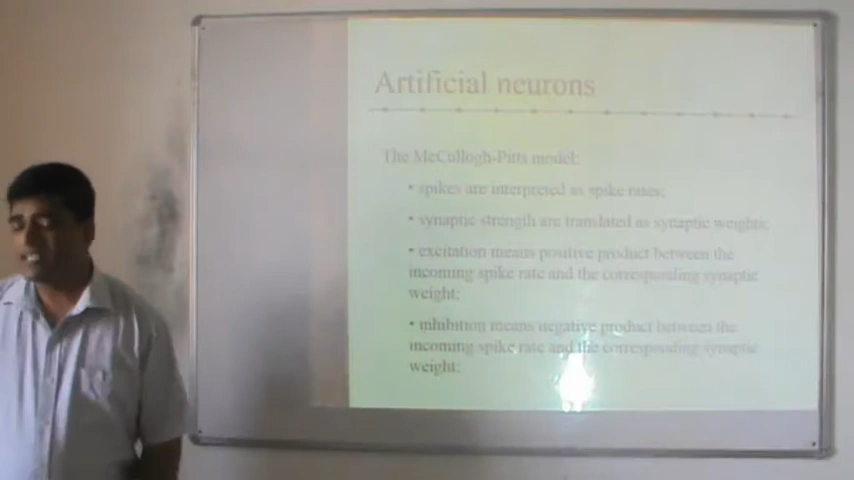 Artificial neurons
The McCullogh-Pitts model:
• spikes are interpreted as spike rates;
• synaptic strength are translated as synaptic weights;
• excitation means positive product between the
incoming spike rate and the corresponding synaptic
weight;
• inhibition means negative product between the
incoming spike rate and the corresponding synaptic
weight;